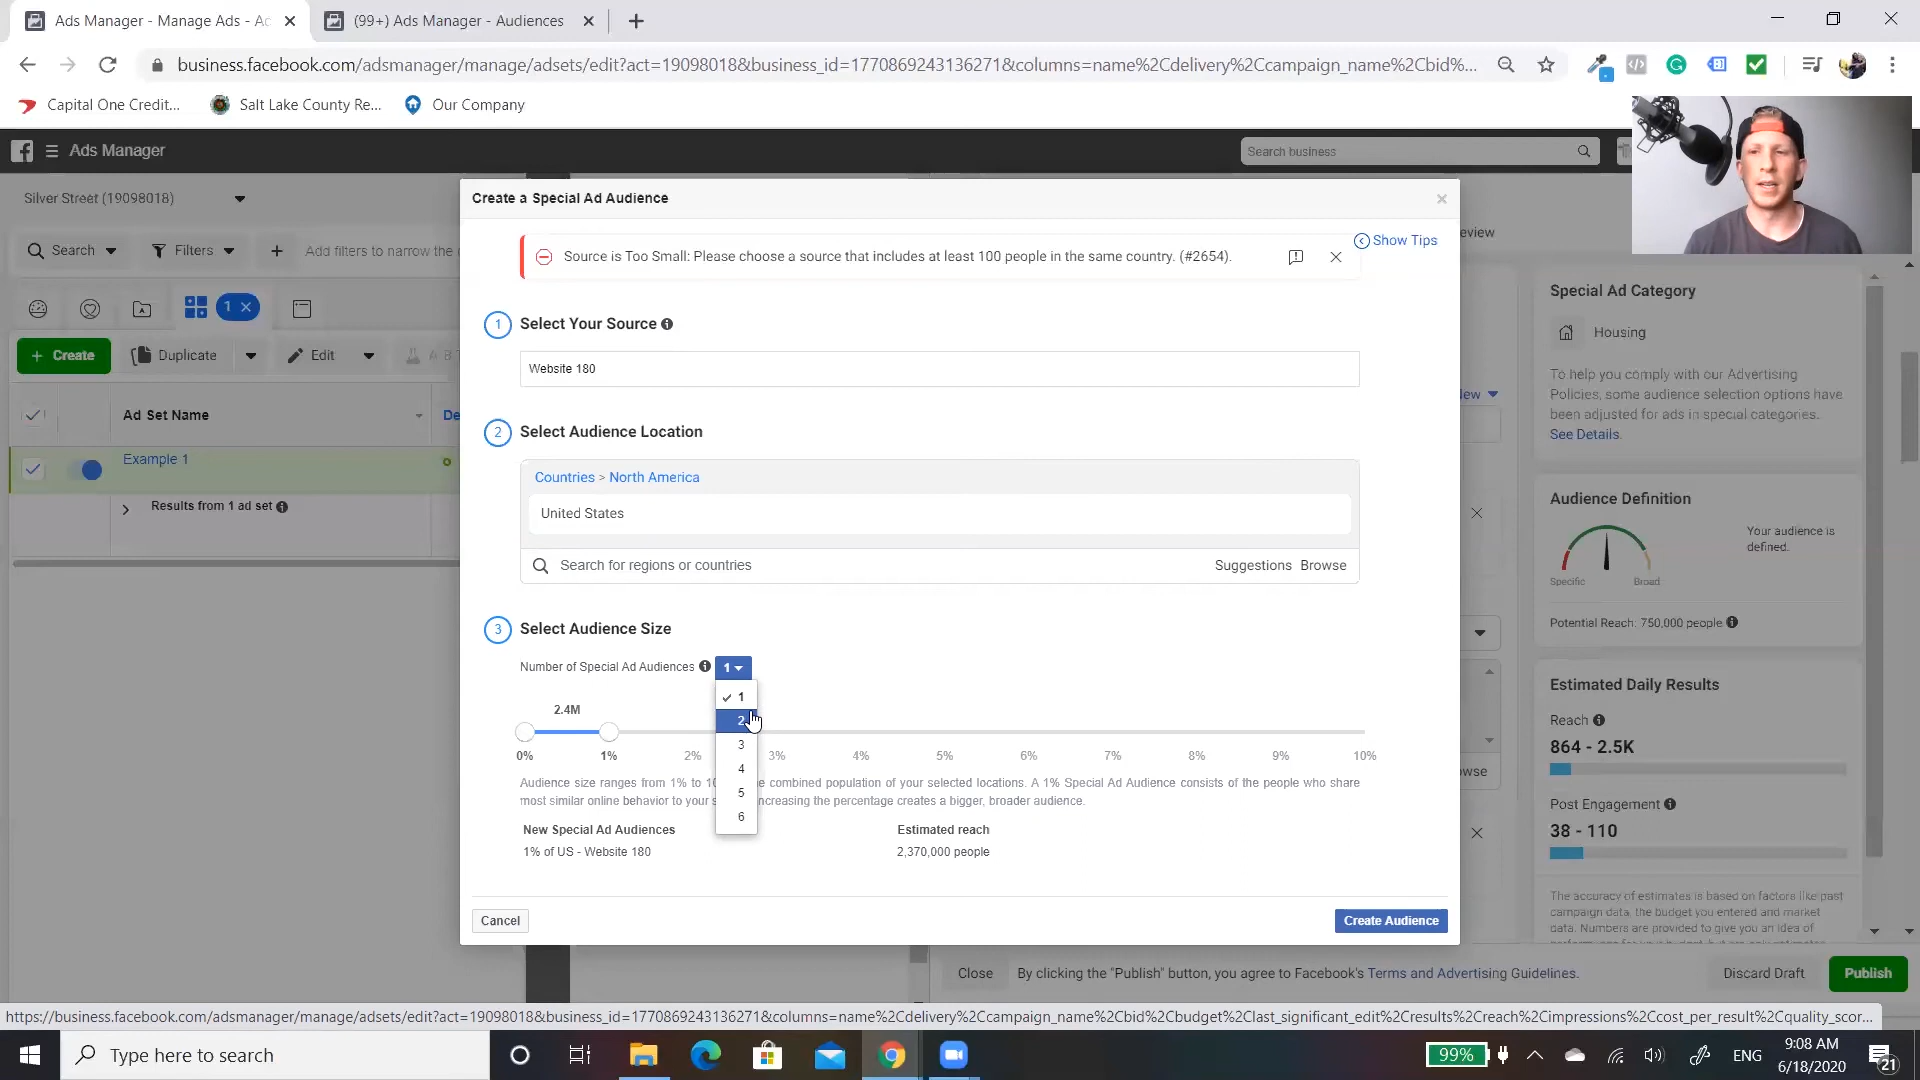 Ads Manager - Manage Ads - Ac
(99+) Ads Manager - Audiences
business.facebook.com/adsmanager/manage/adsets/edit?act=19098018&business_id=1770869243136271&columns=name%2Cdelivery%2Ccampaign_name%2Cbid%...
Capital One Credit...
Salt Lake County Re...
Our Company
Ads Manager
Search business
Silver Street (19098018)
Search
Filters
Add filters to narrow the
1
Create
Duplicate
Edit
A B T
Ad Set Name
De
Example 1
Results from 1 ad set
Create a Special Ad Audience
Show Tips
Source is Too Small: Please choose a source that includes at least 100 people in the same country. (#2654).
1 Select Your Source
Website 180
2 Select Audience Location
Countries > North America
United States
Search for regions or countries
Suggestions Browse
3 Select Audience Size
Number of Special Ad Audiences 1
1
2
3
4
5
6
2.4M
0% 1% 2% 3% 4% 5% 6% 7% 8% 9% 10%
Audience size ranges from 1% to 10 e combined population of your selected locations. A 1% Special Ad Audience consists of the people who share
most similar online behavior to your s ncreasing the percentage creates a bigger, broader audience.
New Special Ad Audiences Estimated reach
1% of US - Website 180 2,370,000 people
Cancel
Create Audience
eview
lew
wse
Special Ad Category
Housing
To help you comply with our Advertising
Policies, some audience selection options have
been adjusted for ads in special categories.
See Details.
Audience Definition
Your audience is
defined.
Specific Broad
Potential Reach: 750,000 people
Estimated Daily Results
Reach
864 - 2.5K
Post Engagement
38 - 110
The accuracy of estimates is based on factors like past
campaign data, the budget you entered and market
data. Numbers are provided to give you an idea of
Close
By clicking the "Publish" button, you agree to Facebook's Terms and Advertising Guidelines.
Discard Draft
Publish
https://business.facebook.com/adsmanager/manage/adsets/edit?act=19098018&business_id=1770869243136271&columns=name%2Cdelivery%2Ccampaign_name%2Cbid%2Cbudget%2Clast_significant_edit%2Cresults%2Creach%2Cimpressions%2Ccost_per_result%2Cquality_scor...
Type here to search
99%
ENG
9:08 AM
6/18/2020
21